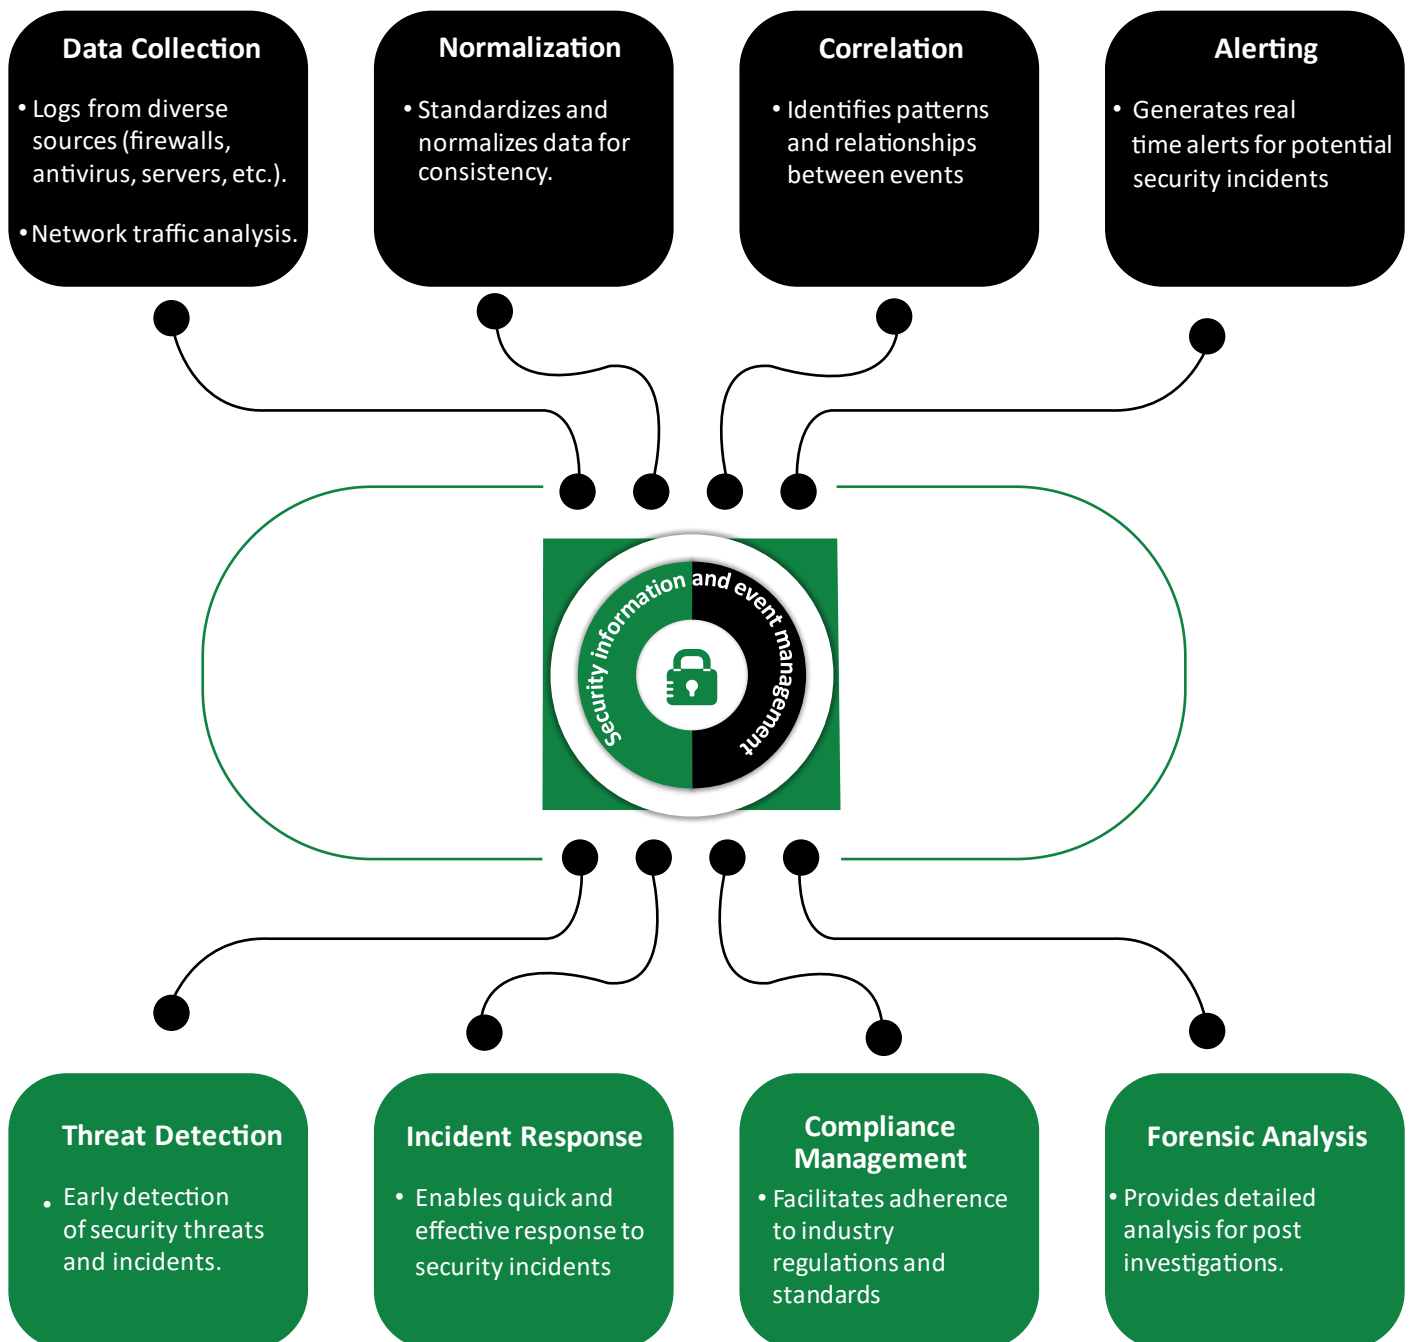 Data Collection
• Logs from diverse
sources (firewalls,
antivirus, servers, etc.).
• Network traffic analysis.
Normalization
• Standardizes and
normalizes data for
consistency.
Correlation
• Identifies patterns
and relationships
between events
Alerting
• Generates real
time alerts for potential
security incidents
Security information and event management
Threat Detection
• Early detection
of security threats
and incidents.
Incident Response
• Enables quick and
effective response to
security incidents
Compliance
Management
• Facilitates adherence
to industry
regulations and
standards
Forensic Analysis
• Provides detailed
analysis for post
investigations.